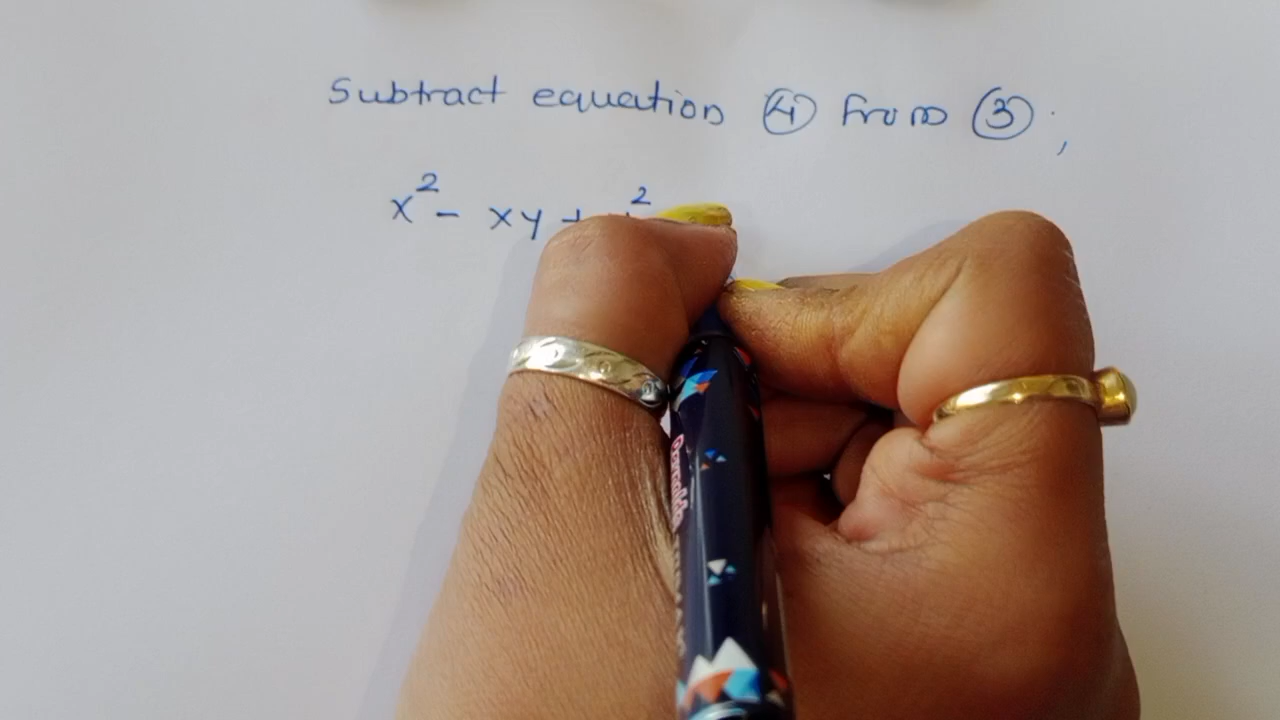 Subtract equation ④ from ③ ;
x² - xy +